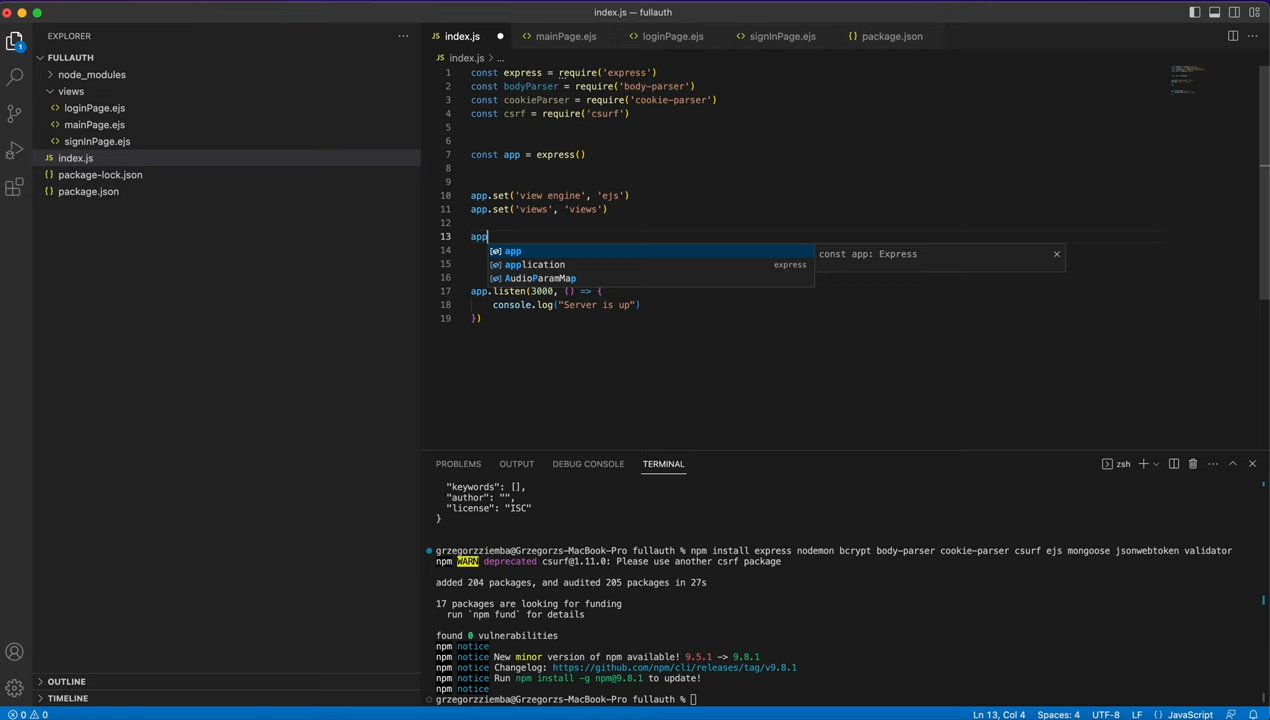 index.js — fullauth
EXPLORER
FULLAUTH
node_modules
views
loginPage.ejs
mainPage.ejs
signInPage.ejs
index.js
package-lock.json
package.json
OUTLINE
TIMELINE
1
index.js
mainPage.ejs
loginPage.ejs
signInPage.ejs
package.json
index.js > ...
1 const express = require('express')
2 const bodyParser = require('body-parser')
3 const cookieParser = require('cookie-parser')
4 const csrf = require('csurf')
5
6
7 const app = express()
8
9
10 app.set('view engine', 'ejs')
11 app.set('views', 'views')
12
13 app
14
15
16
17 app.listen(3000, () => {
18 console.log("Server is up")
19 })
app
application express
AudioParamMap
const app: Express
PROBLEMS OUTPUT DEBUG CONSOLE TERMINAL
zsh
"keywords": [],
"author": "",
"license": "ISC"
}
grzegorzziemba@Grzegorzs-MacBook-Pro fullauth % npm install express nodemon bcrypt body-parser cookie-parser csurf ejs mongoose jsonwebtoken validator
npm WARN deprecated csurf@1.11.0: Please use another csrf package
added 204 packages, and audited 205 packages in 27s
17 packages are looking for funding
run `npm fund` for details
found 0 vulnerabilities
npm notice
npm notice New minor version of npm available! 9.5.1 -> 9.8.1
npm notice Changelog: https://github.com/npm/cli/releases/tag/v9.8.1
npm notice Run npm install -g npm@9.8.1 to update!
npm notice
grzegorzziemba@Grzegorzs-MacBook-Pro fullauth %
0 0
Ln 13, Col 4 Spaces: 4 UTF-8 LF {} JavaScript